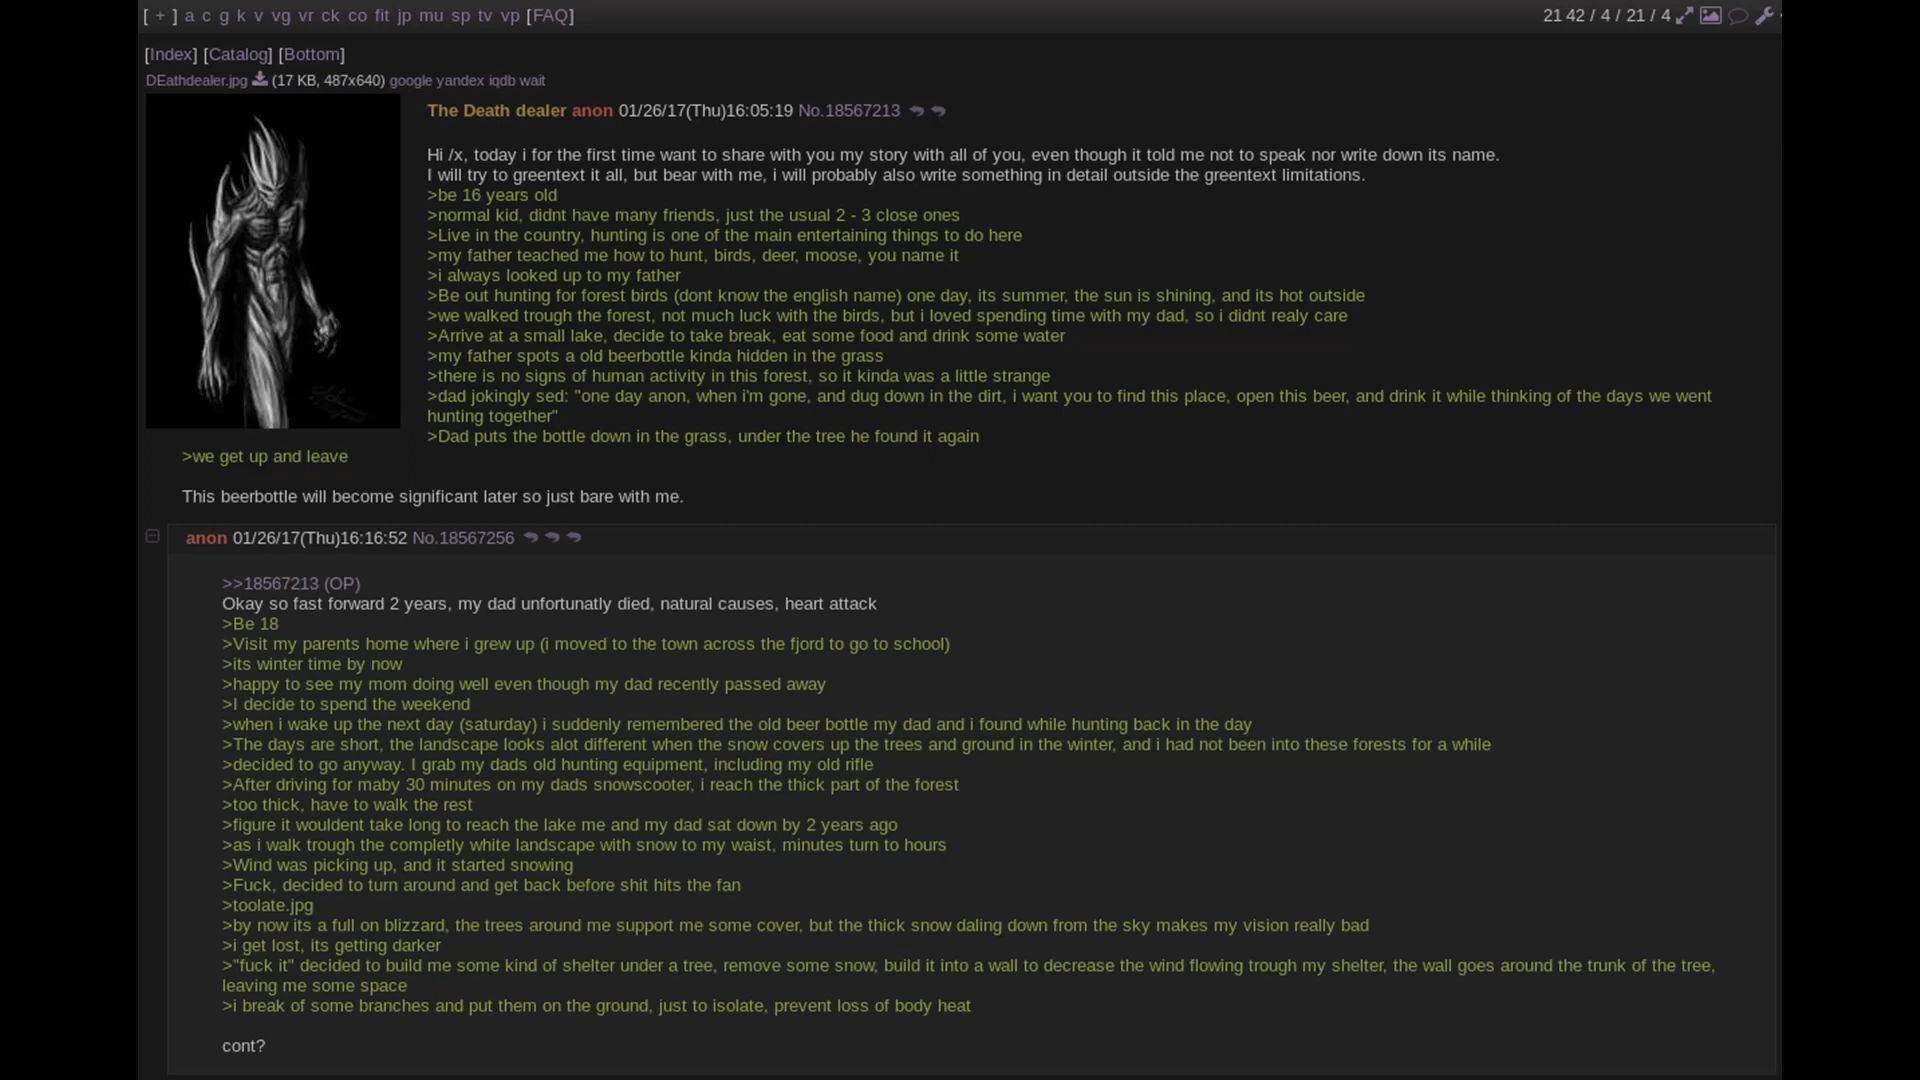 [ + ] a c g k v vg vr ck co fit jp mu sp tv vp [FAQ]
21 42 / 4 / 21 / 4
[Index] [Catalog] [Bottom]
DEathdealer.jpg (17 KB, 487x640) google yandex iqdb wait
The Death dealer anon 01/26/17(Thu)16:05:19 No.18567213
Hi /x, today i for the first time want to share with you my story with all of you, even though it told me not to speak nor write down its name.
I will try to greentext it all, but bear with me, i will probably also write something in detail outside the greentext limitations.
>be 16 years old
>normal kid, didnt have many friends, just the usual 2 - 3 close ones
>Live in the country, hunting is one of the main entertaining things to do here
>my father teached me how to hunt, birds, deer, moose, you name it
>i always looked up to my father
>Be out hunting for forest birds (dont know the english name) one day, its summer, the sun is shining, and its hot outside
>we walked trough the forest, not much luck with the birds, but i loved spending time with my dad, so i didnt realy care
>Arrive at a small lake, decide to take break, eat some food and drink some water
>my father spots a old beerbottle kinda hidden in the grass
>there is no signs of human activity in this forest, so it kinda was a little strange
>dad jokingly sed: "one day anon, when i'm gone, and dug down in the dirt, i want you to find this place, open this beer, and drink it while thinking of the days we went
hunting together"
>Dad puts the bottle down in the grass, under the tree he found it again
>we get up and leave
This beerbottle will become significant later so just bare with me.
anon 01/26/17(Thu)16:16:52 No.18567256
>>18567213 (OP)
Okay so fast forward 2 years, my dad unfortunatly died, natural causes, heart attack
>Be 18
>Visit my parents home where i grew up (i moved to the town across the fjord to go to school)
>its winter time by now
>happy to see my mom doing well even though my dad recently passed away
>I decide to spend the weekend
>when i wake up the next day (saturday) i suddenly remembered the old beer bottle my dad and i found while hunting back in the day
>The days are short, the landscape looks alot different when the snow covers up the trees and ground in the winter, and i had not been into these forests for a while
>decided to go anyway. I grab my dads old hunting equipment, including my old rifle
>After driving for maby 30 minutes on my dads snowscooter, i reach the thick part of the forest
>too thick, have to walk the rest
>figure it wouldent take long to reach the lake me and my dad sat down by 2 years ago
>as i walk trough the completly white landscape with snow to my waist, minutes turn to hours
>Wind was picking up, and it started snowing
>Fuck, decided to turn around and get back before shit hits the fan
>toolate.jpg
>by now its a full on blizzard, the trees around me support me some cover, but the thick snow daling down from the sky makes my vision really bad
>i get lost, its getting darker
>"fuck it" decided to build me some kind of shelter under a tree, remove some snow, build it into a wall to decrease the wind flowing trough my shelter, the wall goes around the trunk of the tree,
leaving me some space
>i break of some branches and put them on the ground, just to isolate, prevent loss of body heat
cont?